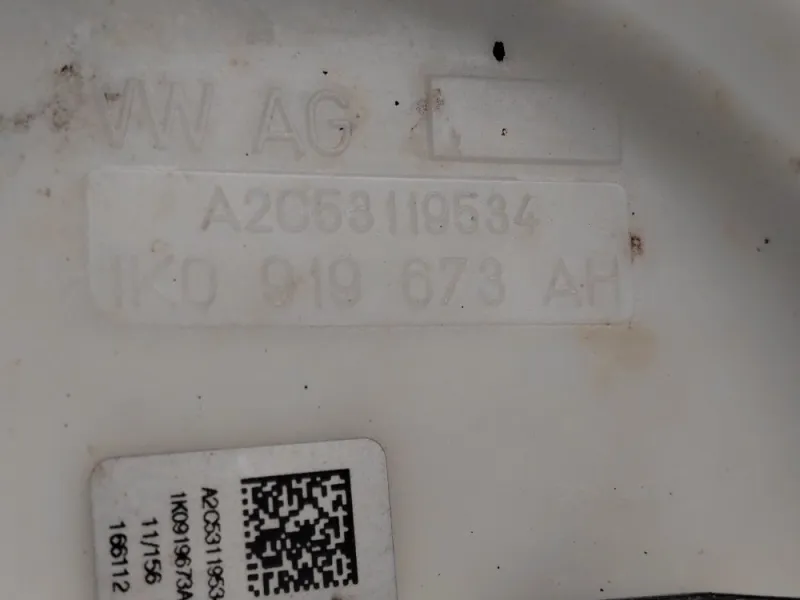 VW AG
A2C53119534
1K0 919 673 AH
A2C5311953
1K0919673A
11/156
166112